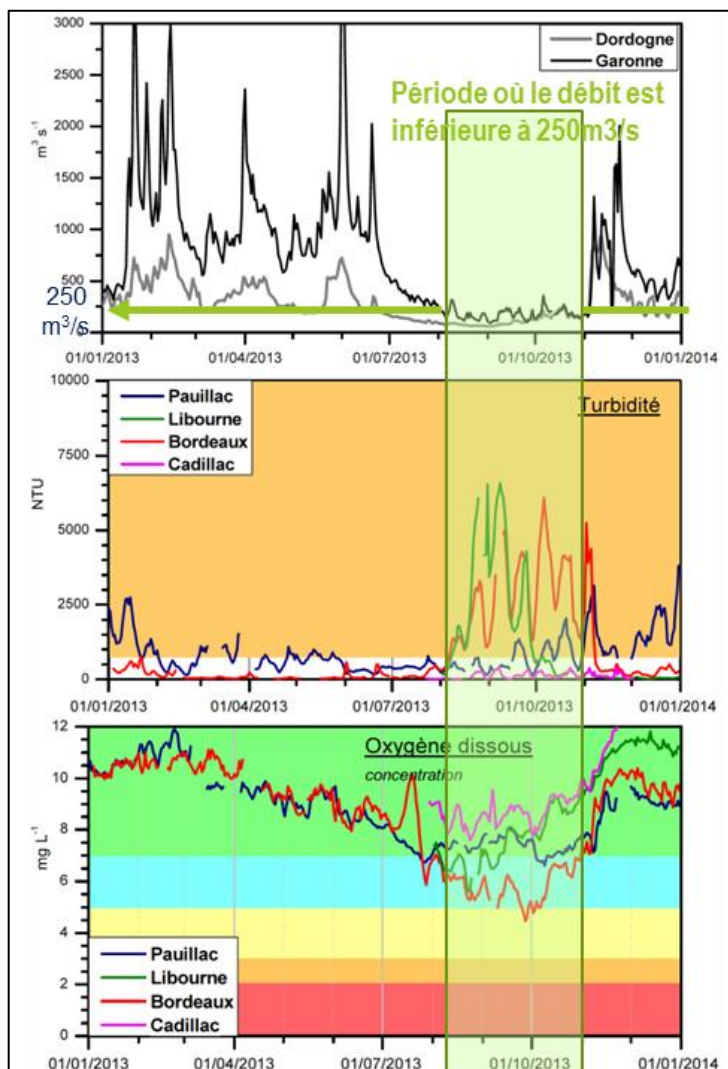 3000
2500
2000
1500
1000
500
m³ s⁻¹
Dordogne
Garonne
Période où le débit est
inférieure à 250m3/s
250
m³/s
01/01/2013
01/04/2013
01/07/2013
01/10/2013
01/01/2014
10000
7500
5000
2500
0
NTU
Pauillac
Libourne
Bordeaux
Cadillac
Turbidité
01/01/2013
01/04/2013
01/07/2013
01/10/2013
01/01/2014
12
10
8
6
4
2
0
mg L⁻¹
Oxygène dissous
concentration
Pauillac
Libourne
Bordeaux
Cadillac
01/01/2013
01/04/2013
01/07/2013
01/10/2013
01/01/2014